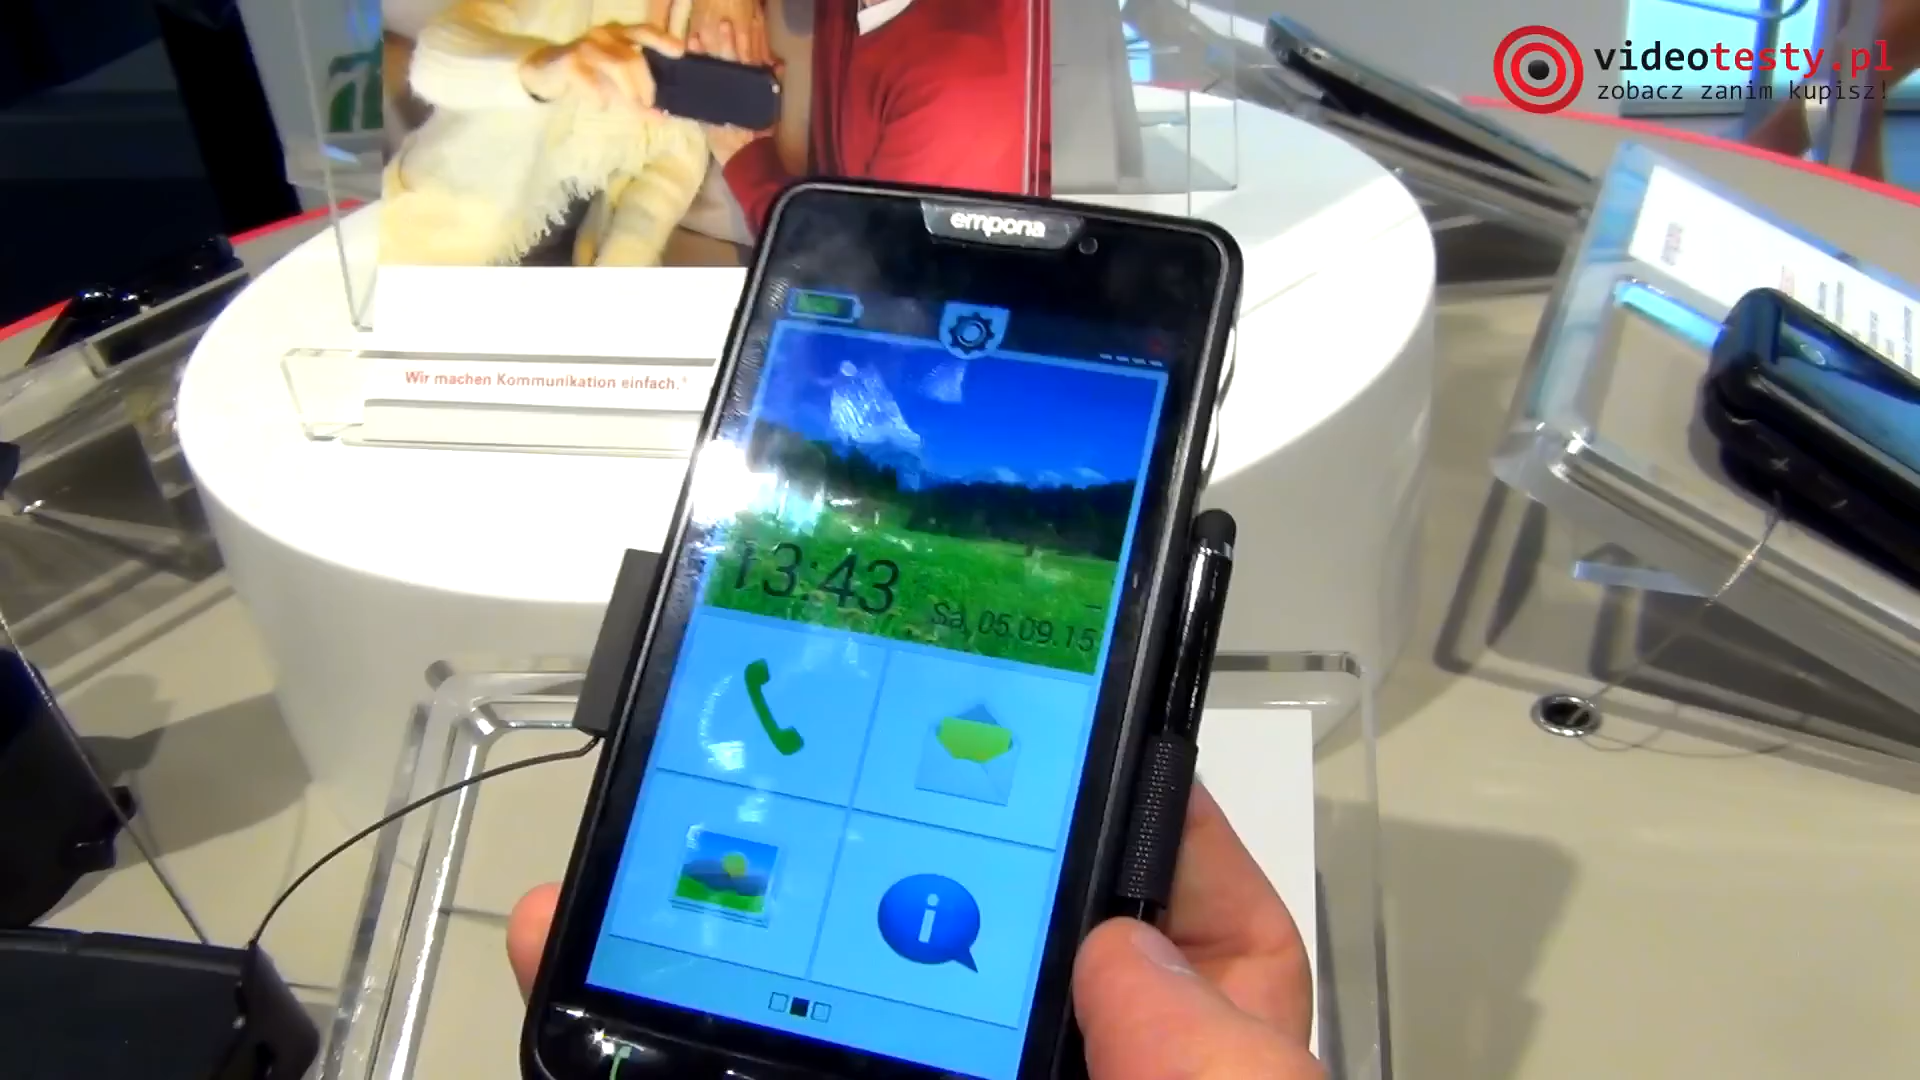 videotesty.pl
zobacz zanim kupisz!
emporia
Wir machen Kommunikation einfach.
13:43
Sa, 05.09.15
i